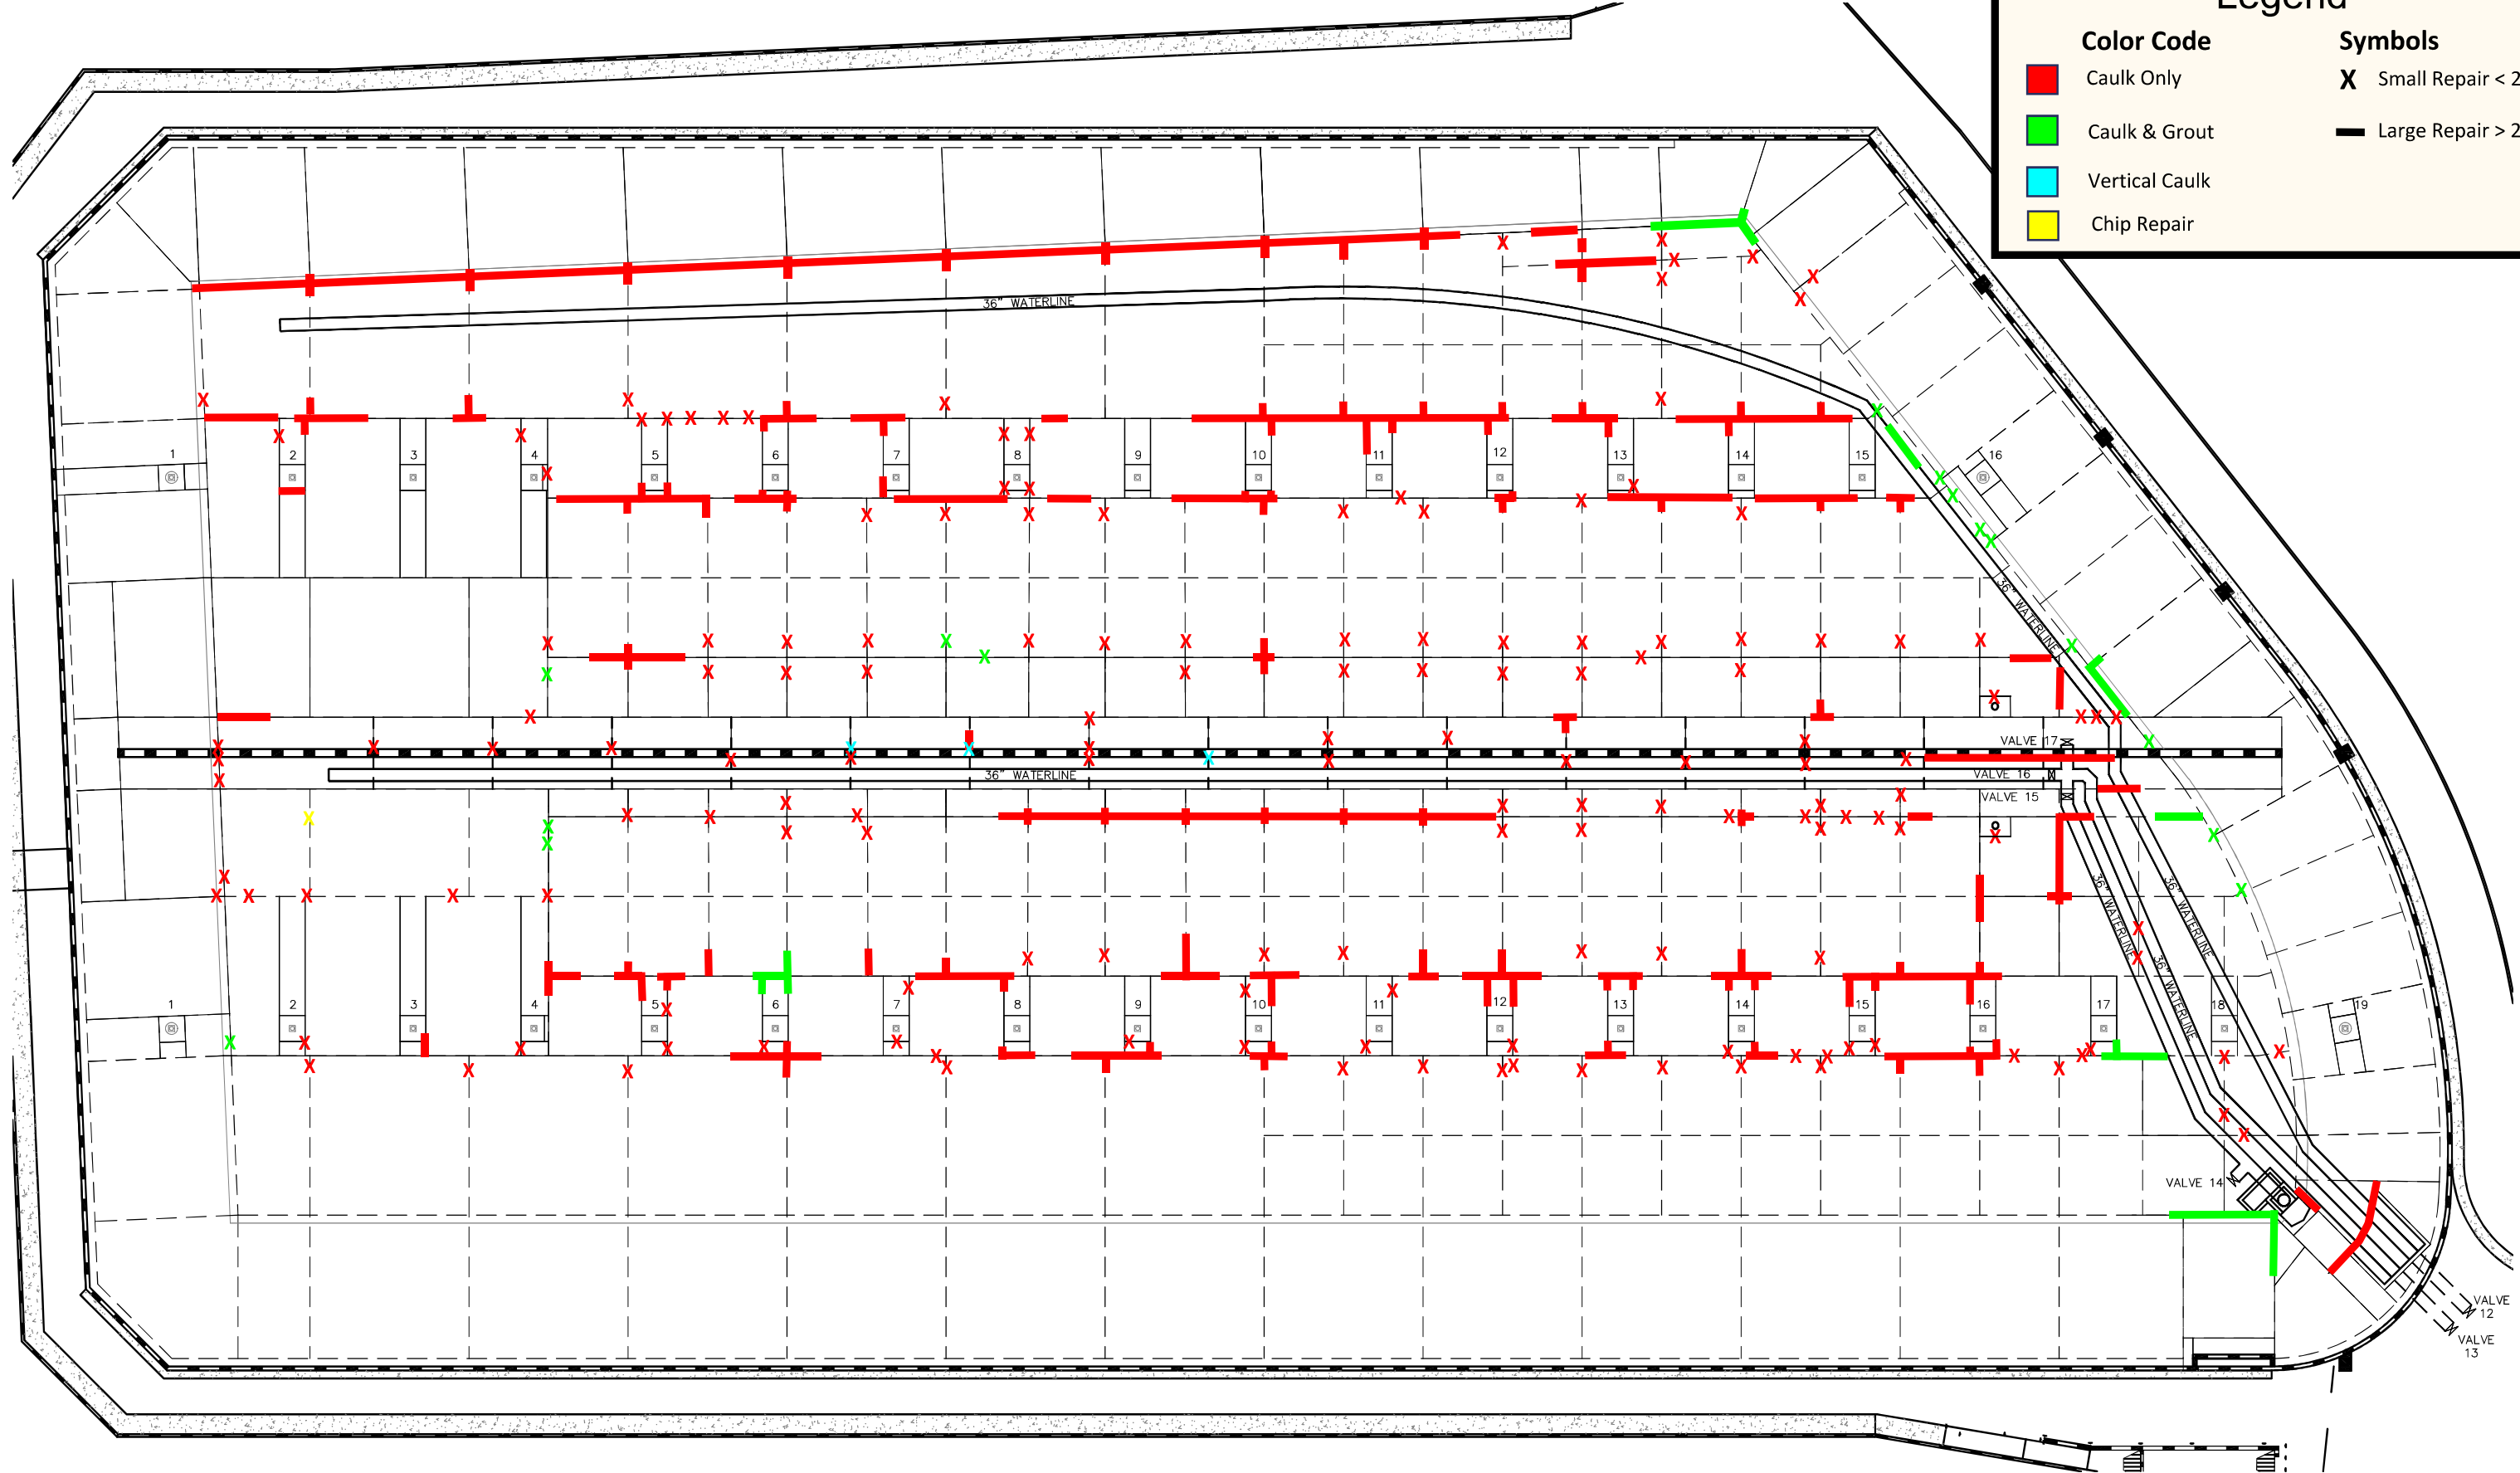 Legend
Color Code Symbols
Caulk Only X Small Repair < 2
Caulk & Grout Large Repair > 2
Vertical Caulk
Chip Repair
36" WATERLINE
1 2 3 4 5 6 7 8 9 10 11 12 13 14 15 16
36" WATERLINE
VALVE 17
36" WATERLINE
VALVE 16
VALVE 15
36" WATERLINE
36" WATERLINE
36" WATERLINE
1 2 3 4 5 6 7 8 9 10 11 12 13 14 15 16 17 18 19
VALVE 14
VALVE
12
VALVE
13